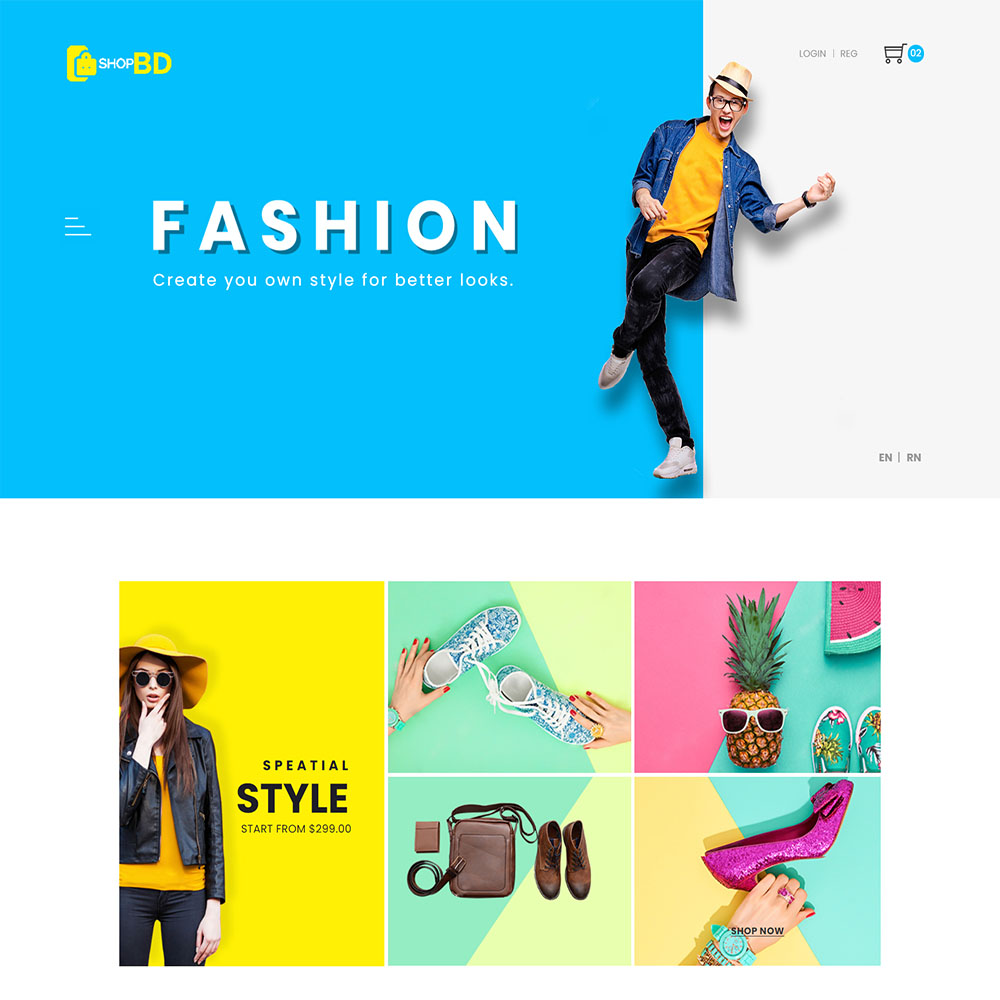 SHOPBD
LOGIN | REG
02
FASHION
Create you own style for better looks.
EN | RN
SPEATIAL
STYLE
START FROM $299.00
SHOP NOW